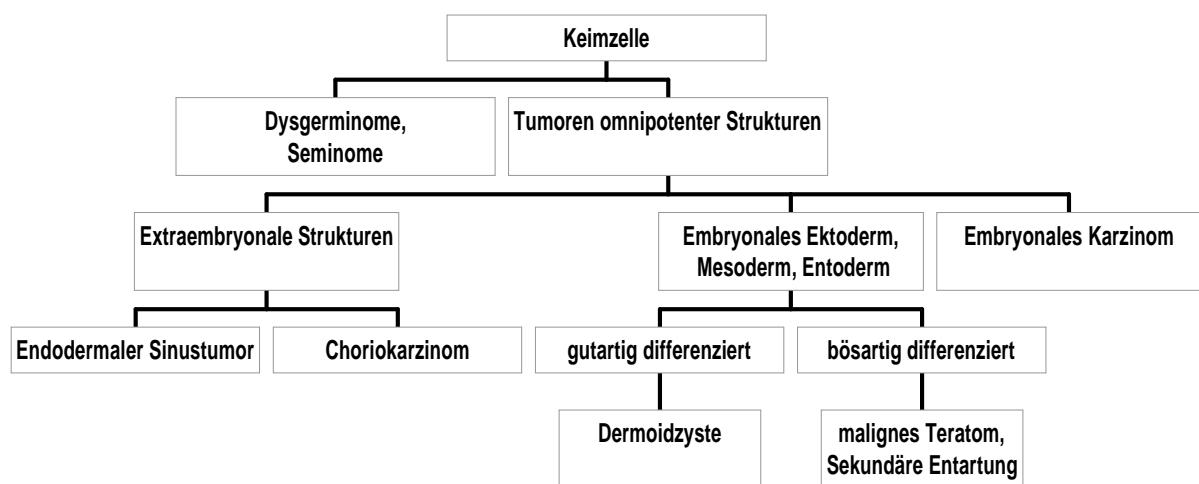 Keimzelle
Dysgerminome,
Seminome
Tumoren omnipotenter Strukturen
Extraembryonale Strukturen
Embryonales Ektoderm,
Mesoderm, Entoderm
Embryonales Karzinom
Endodermaler Sinustumor
Choriokarzinom
gutartig differenziert
bösartig differenziert
Dermoidzyste
malignes Teratom,
Sekundäre Entartung